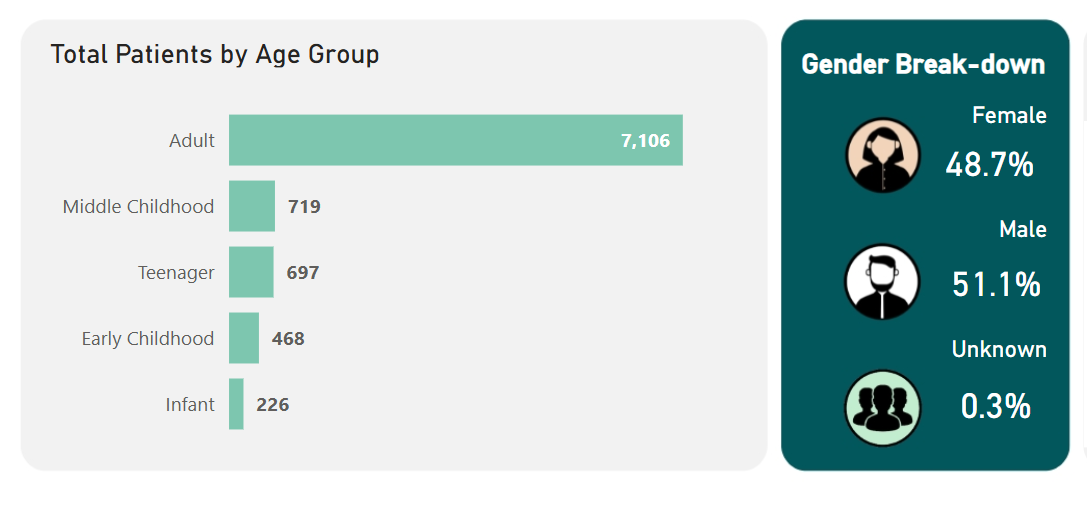 Total Patients by Age Group
Adult 7,106
Middle Childhood 719
Teenager 697
Early Childhood 468
Infant 226
Gender Break-down
Female
48.7%
Male
51.1%
Unknown
0.3%